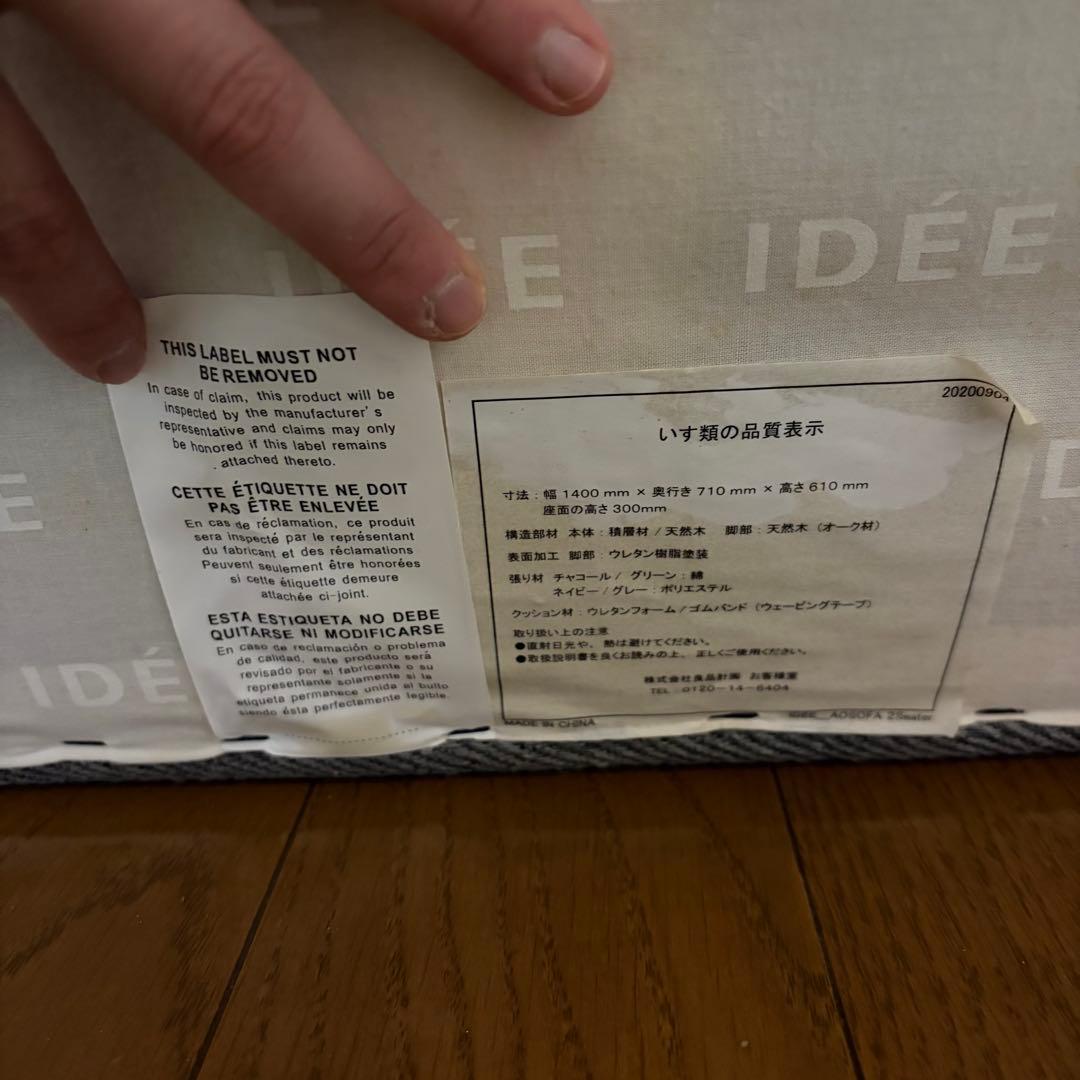 IDÉE
THIS LABEL MUST NOT
BE REMOVED
In case of claim, this product will be
inspected by the manufacturer's
representative and claims may only
be honored if this label remains
attached thereto.
CETTE ÉTIQUETTE NE DOIT
PAS ÊTRE ENLEVÉE
En cas de réclamation, ce produit
sera inspecté par le représentant
du fabricant et des réclamations
Peuvent seulement être honorées
si cette étiquette demeure
attachée ci-joint.
ESTA ESTIQUETA NO DEBE
QUITARSE NI MODIFICARSE
En caso de reclamación o problema
de calidad, este producto será
revisado por el fabricante o su
representante solamente si la
etiqueta permanece unida al bulto
siendo ésta perfectamente legible.
いす類の品質表示
寸法：幅 1400 mm × 奥行き 710 mm × 高さ 610 mm
座面の高さ 300mm
構造部材 本体：積層材 / 天然木 脚部：天然木（オーク材）
表面加工 脚部：ウレタン樹脂塗装
張り材 チャコール / グリーン：綿
ネイビー / グレー：ポリエステル
クッション材：ウレタンフォーム / ゴムバンド（ウェービングテープ）
取り扱い上の注意
●直射日光や、熱は避けてください。
●取扱説明書を良くお読みの上、正しくご使用ください。
株式会社良品計画 お客様室
TEL：0120-14-6404
MADE IN CHINA
IDÉ